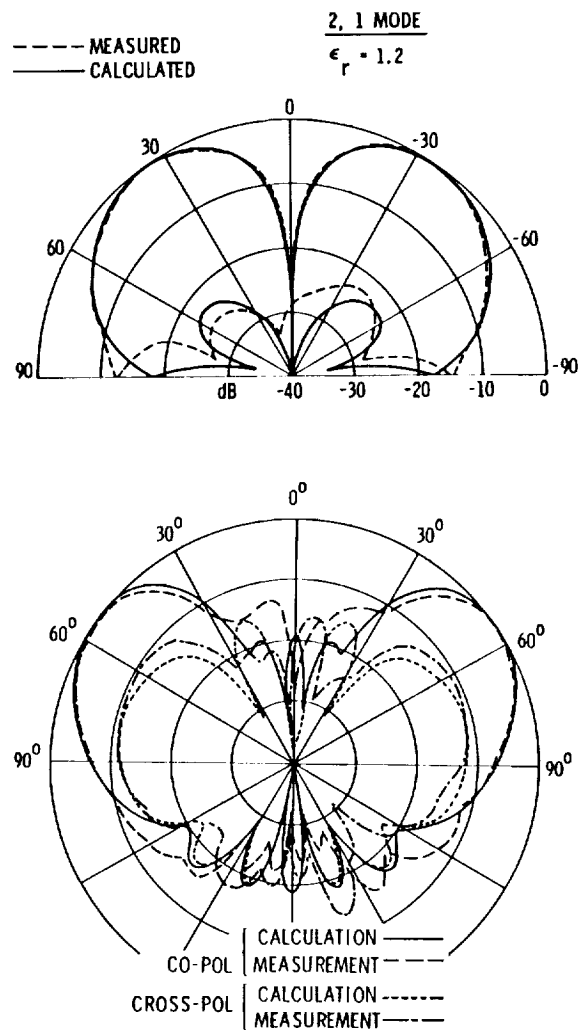 2, 1 MODE
MEASURED
CALCULATED
ϵr = 1.2
0
30
-30
60
-60
90
-90
dB -40 -30 -20 -10 0
0°
30° 30°
60° 60°
90° 90°
CO-POL CALCULATION
MEASUREMENT
CROSS-POL CALCULATION
MEASUREMENT